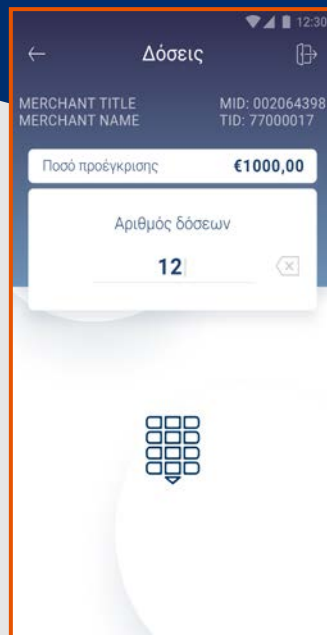 12:30
Δόσεις
MERCHANT TITLE MID: 002064398
MERCHANT NAME TID: 77000017
Ποσό προέγκρισης €1000,00
Αριθμός δόσεων
12